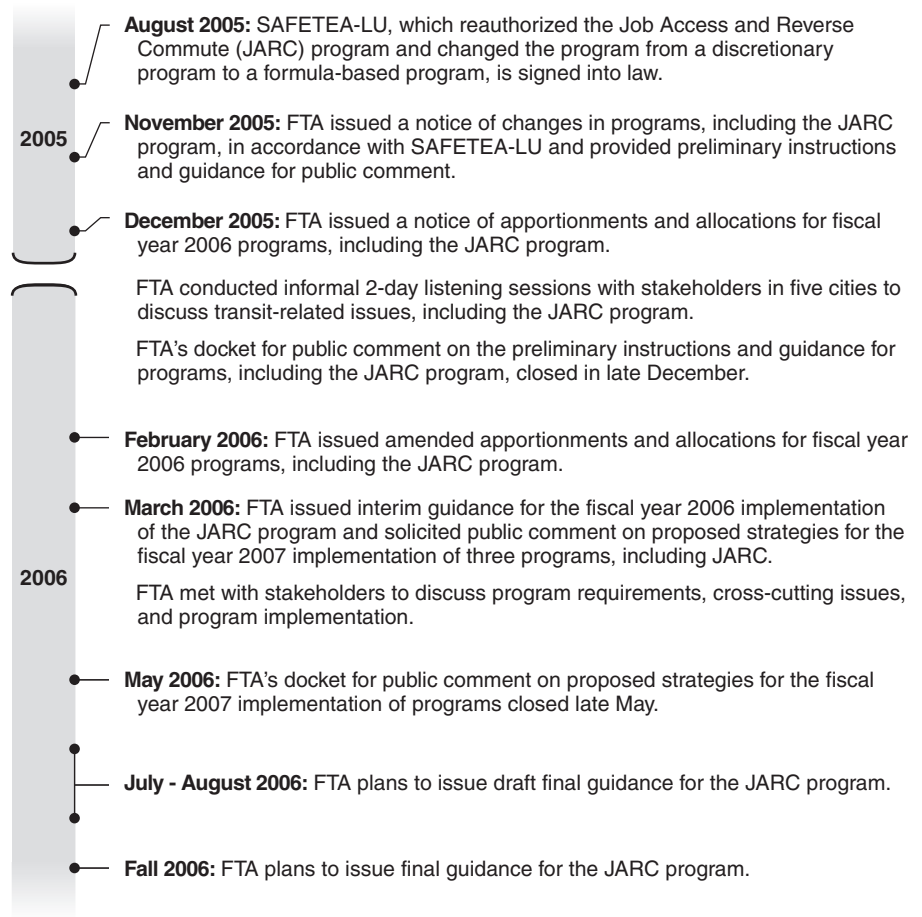 August 2005: SAFETEA-LU, which reauthorized the Job Access and Reverse
Commute (JARC) program and changed the program from a discretionary
program to a formula-based program, is signed into law.
2005
November 2005: FTA issued a notice of changes in programs, including the JARC
program, in accordance with SAFETEA-LU and provided preliminary instructions
and guidance for public comment.
December 2005: FTA issued a notice of apportionments and allocations for fiscal
year 2006 programs, including the JARC program.
FTA conducted informal 2-day listening sessions with stakeholders in five cities to
discuss transit-related issues, including the JARC program.
FTA's docket for public comment on the preliminary instructions and guidance for
programs, including the JARC program, closed in late December.
February 2006: FTA issued amended apportionments and allocations for fiscal year
2006 programs, including the JARC program.
March 2006: FTA issued interim guidance for the fiscal year 2006 implementation
of the JARC program and solicited public comment on proposed strategies for the
fiscal year 2007 implementation of three programs, including JARC.
2006
FTA met with stakeholders to discuss program requirements, cross-cutting issues,
and program implementation.
May 2006: FTA's docket for public comment on proposed strategies for the fiscal
year 2007 implementation of programs closed late May.
July - August 2006: FTA plans to issue draft final guidance for the JARC program.
Fall 2006: FTA plans to issue final guidance for the JARC program.